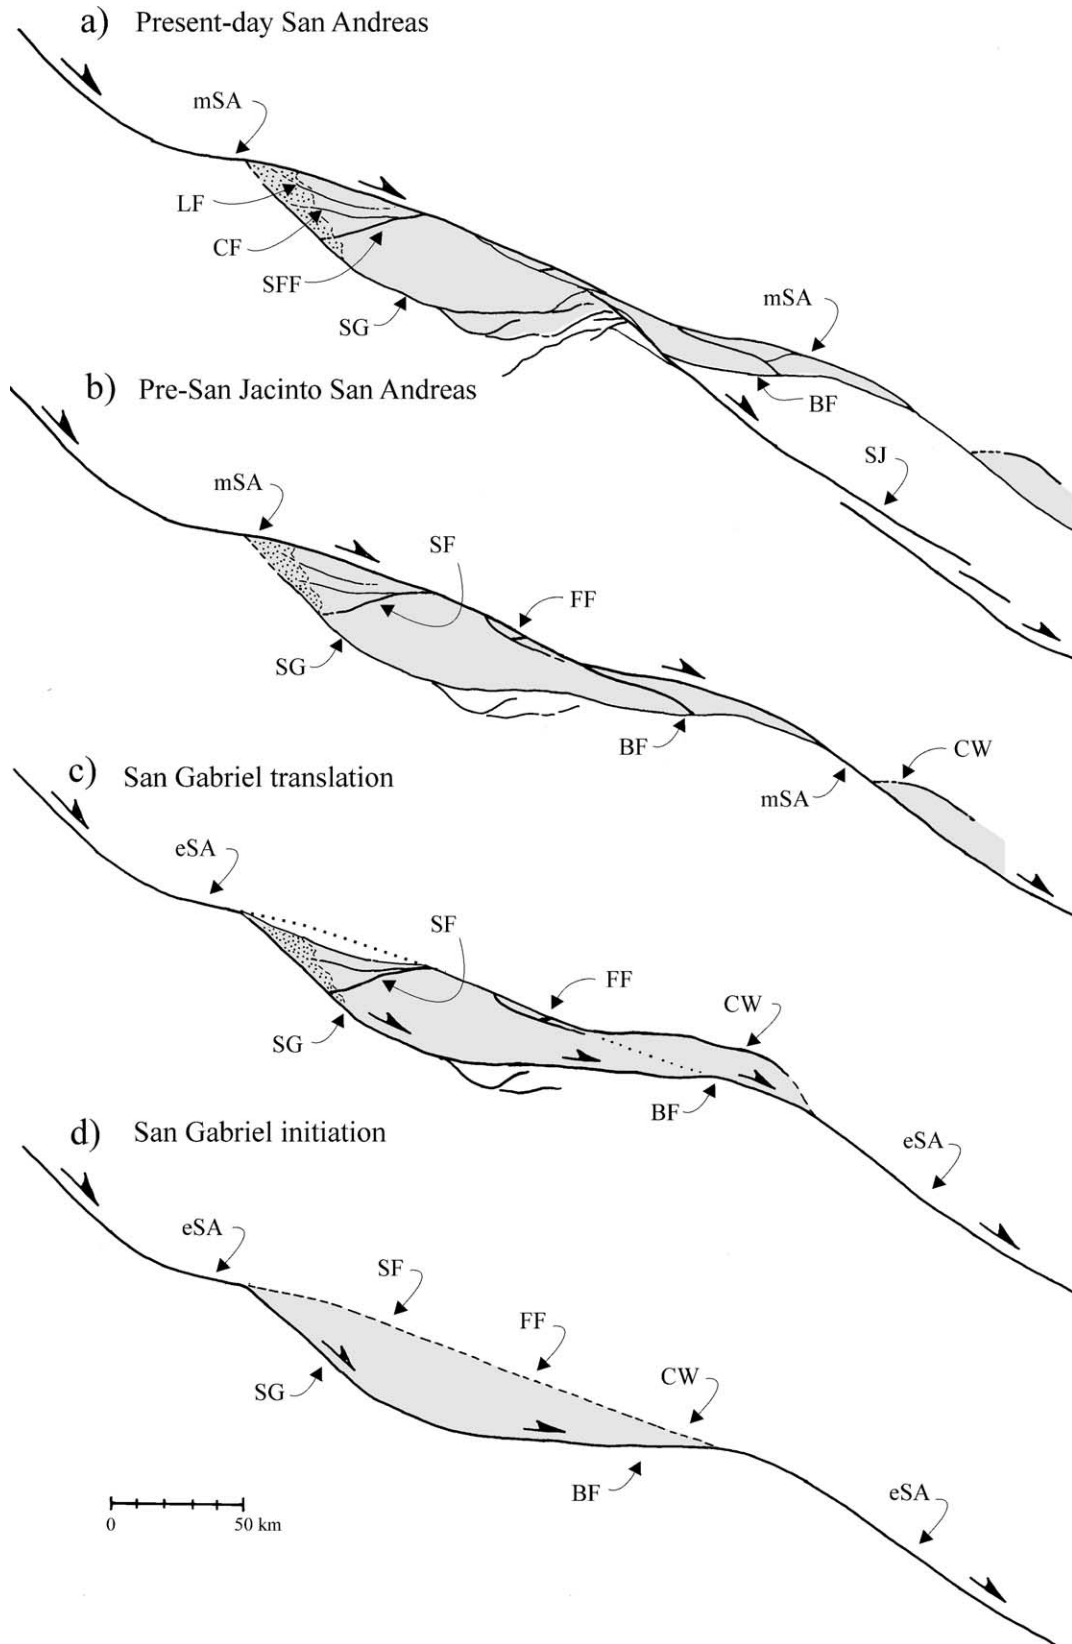 a) Present-day San Andreas
mSA
LF
CF
SFF
SG
mSA
BF
SJ
b) Pre-San Jacinto San Andreas
mSA
SF
FF
SG
BF
CW
mSA
c) San Gabriel translation
eSA
SF
FF
CW
SG
BF
eSA
d) San Gabriel initiation
eSA
SF
FF
CW
SG
BF
eSA
0 50 km